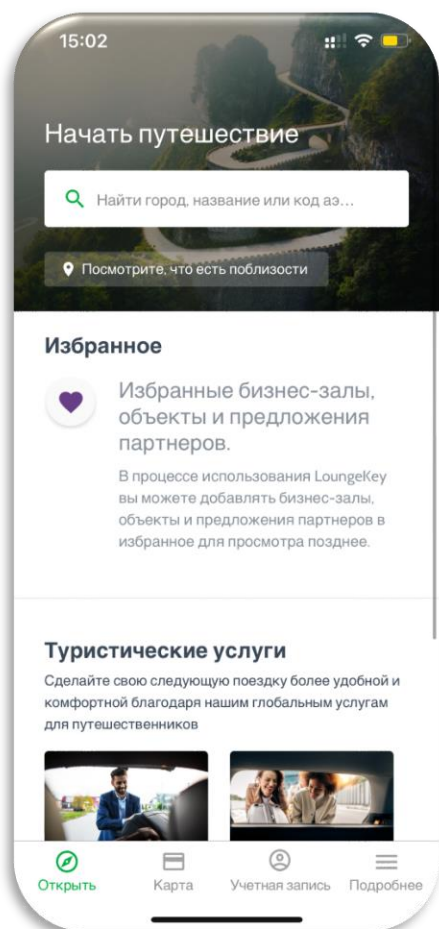 15:02
Начать путешествие
Найти город, название или код аэ...
Посмотрите, что есть поблизости
Избранное
Избранные бизнес-залы,
объекты и предложения
партнеров.
В процессе использования LoungeKey
вы можете добавлять бизнес-залы,
объекты и предложения партнеров в
избранное для просмотра позднее.
Туристические услуги
Сделайте свою следующую поездку более удобной и
комфортной благодаря нашим глобальным услугам
для путешественников
Открыть Карта Учетная запись Подробнее